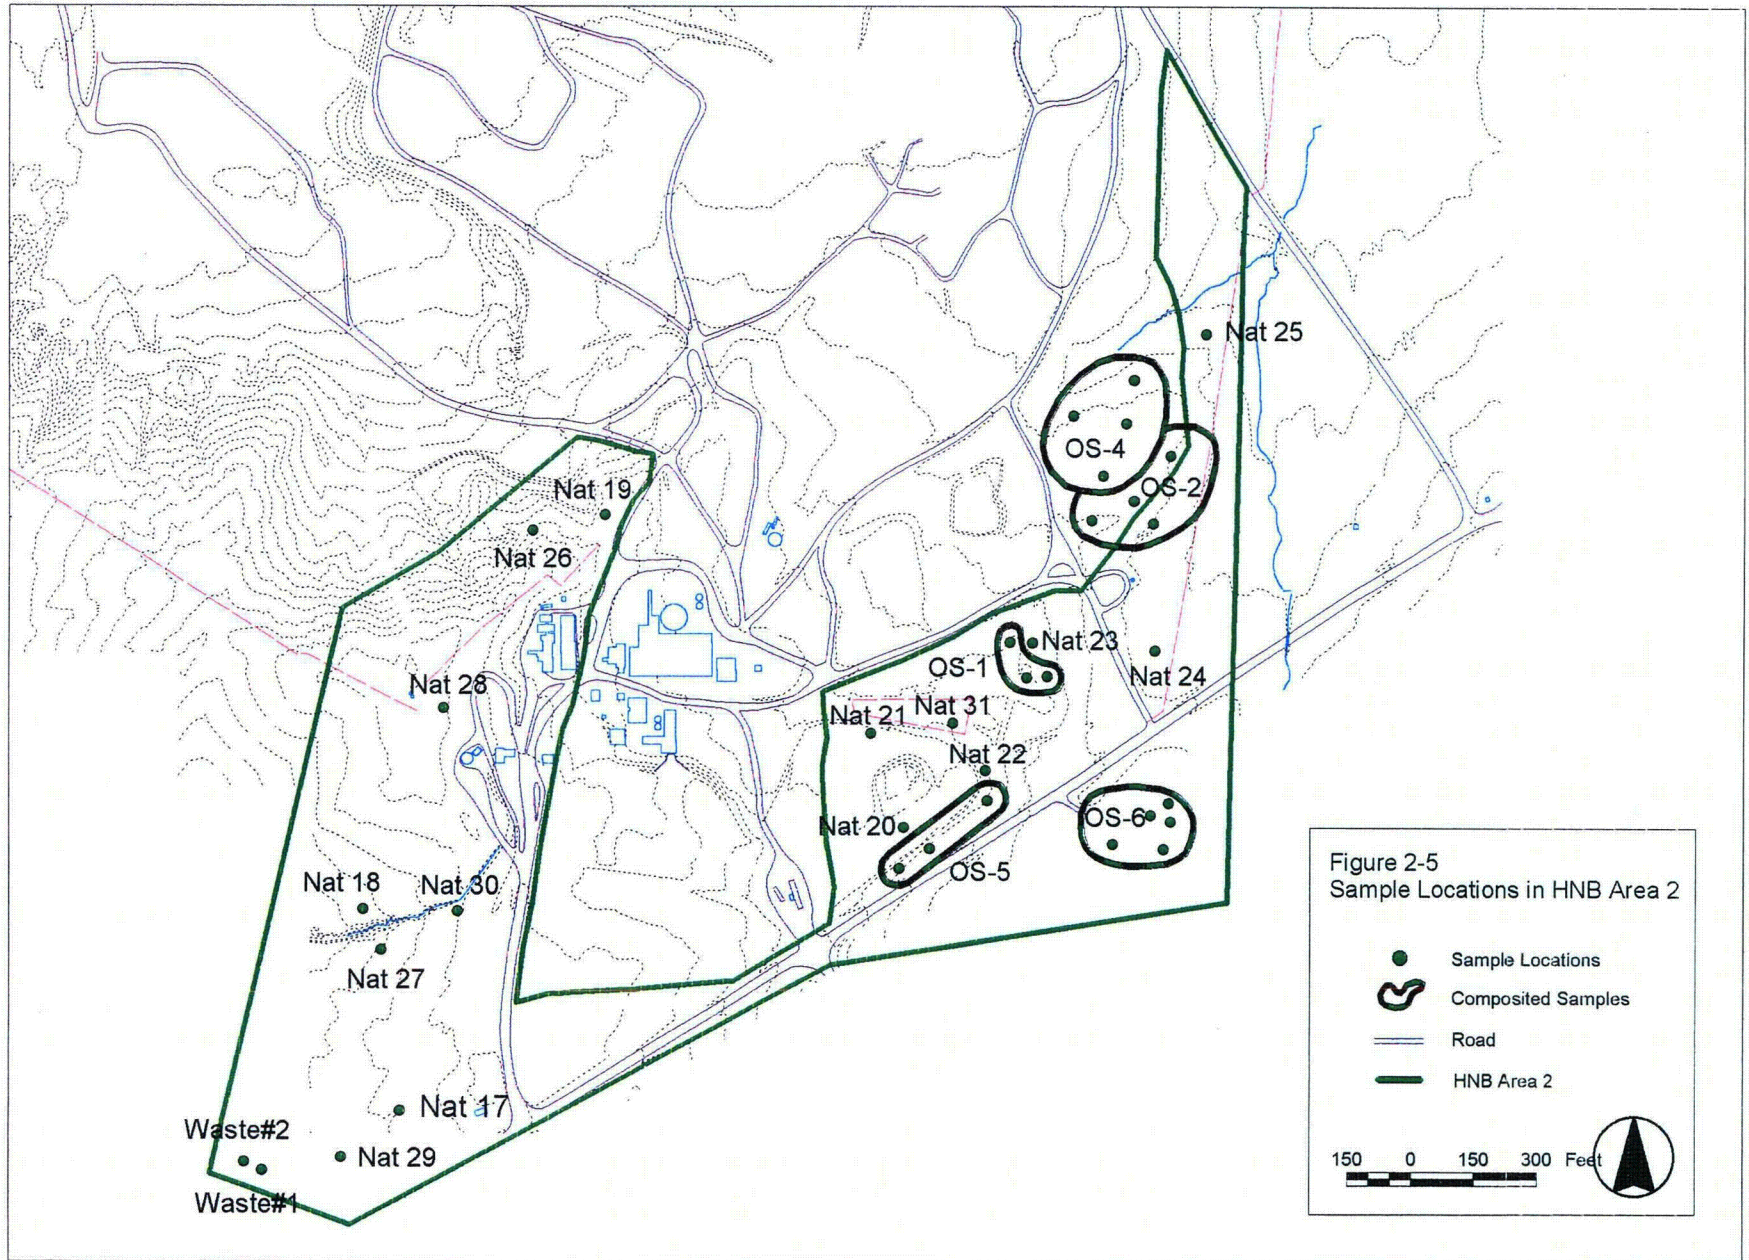 Nat 25
OS-4
OS-2
Nat 19
Nat 26
Nat 23
OS-1
Nat 24
Nat 28
Nat 21
Nat 31
Nat 22
Nat 20
OS-6
OS-5
Nat 18
Nat 30
Nat 27
Nat 17
Waste#2
Nat 29
Waste#1
Figure 2-5
Sample Locations in HNB Area 2
Sample Locations
Composited Samples
Road
HNB Area 2
150 0 150 300 Feet